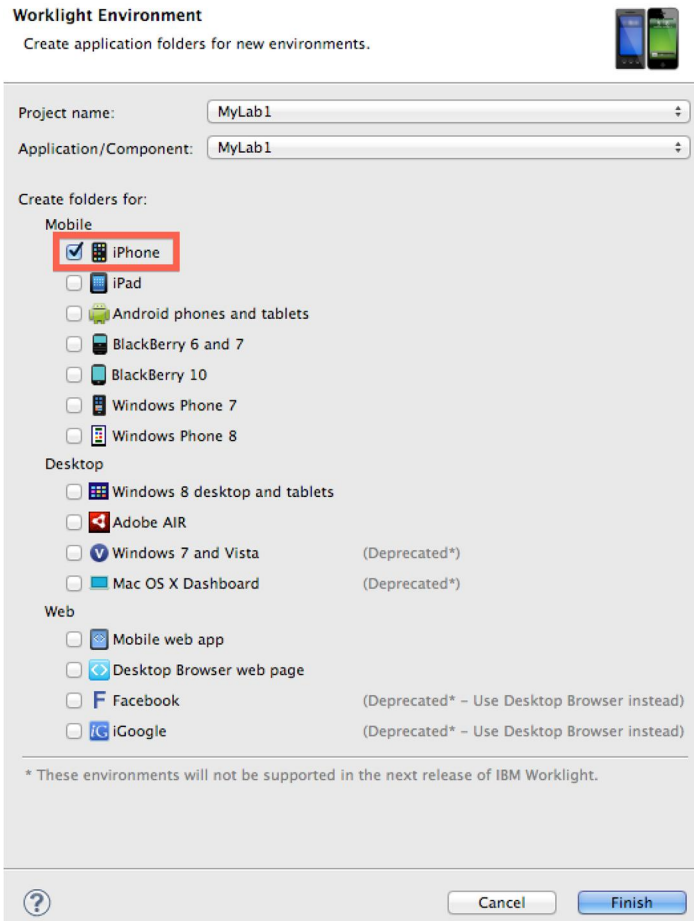 Worklight Environment
Create application folders for new environments.
Project name: MyLab1
Application/Component: MyLab1
Create folders for:
Mobile
iPhone
iPad
Android phones and tablets
BlackBerry 6 and 7
BlackBerry 10
Windows Phone 7
Windows Phone 8
Desktop
Windows 8 desktop and tablets
Adobe AIR
V Windows 7 and Vista (Deprecated*)
Mac OS X Dashboard (Deprecated*)
Web
Mobile web app
Desktop Browser web page
F Facebook (Deprecated* – Use Desktop Browser instead)
iG iGoogle (Deprecated* – Use Desktop Browser instead)
* These environments will not be supported in the next release of IBM Worklight.
? Cancel Finish